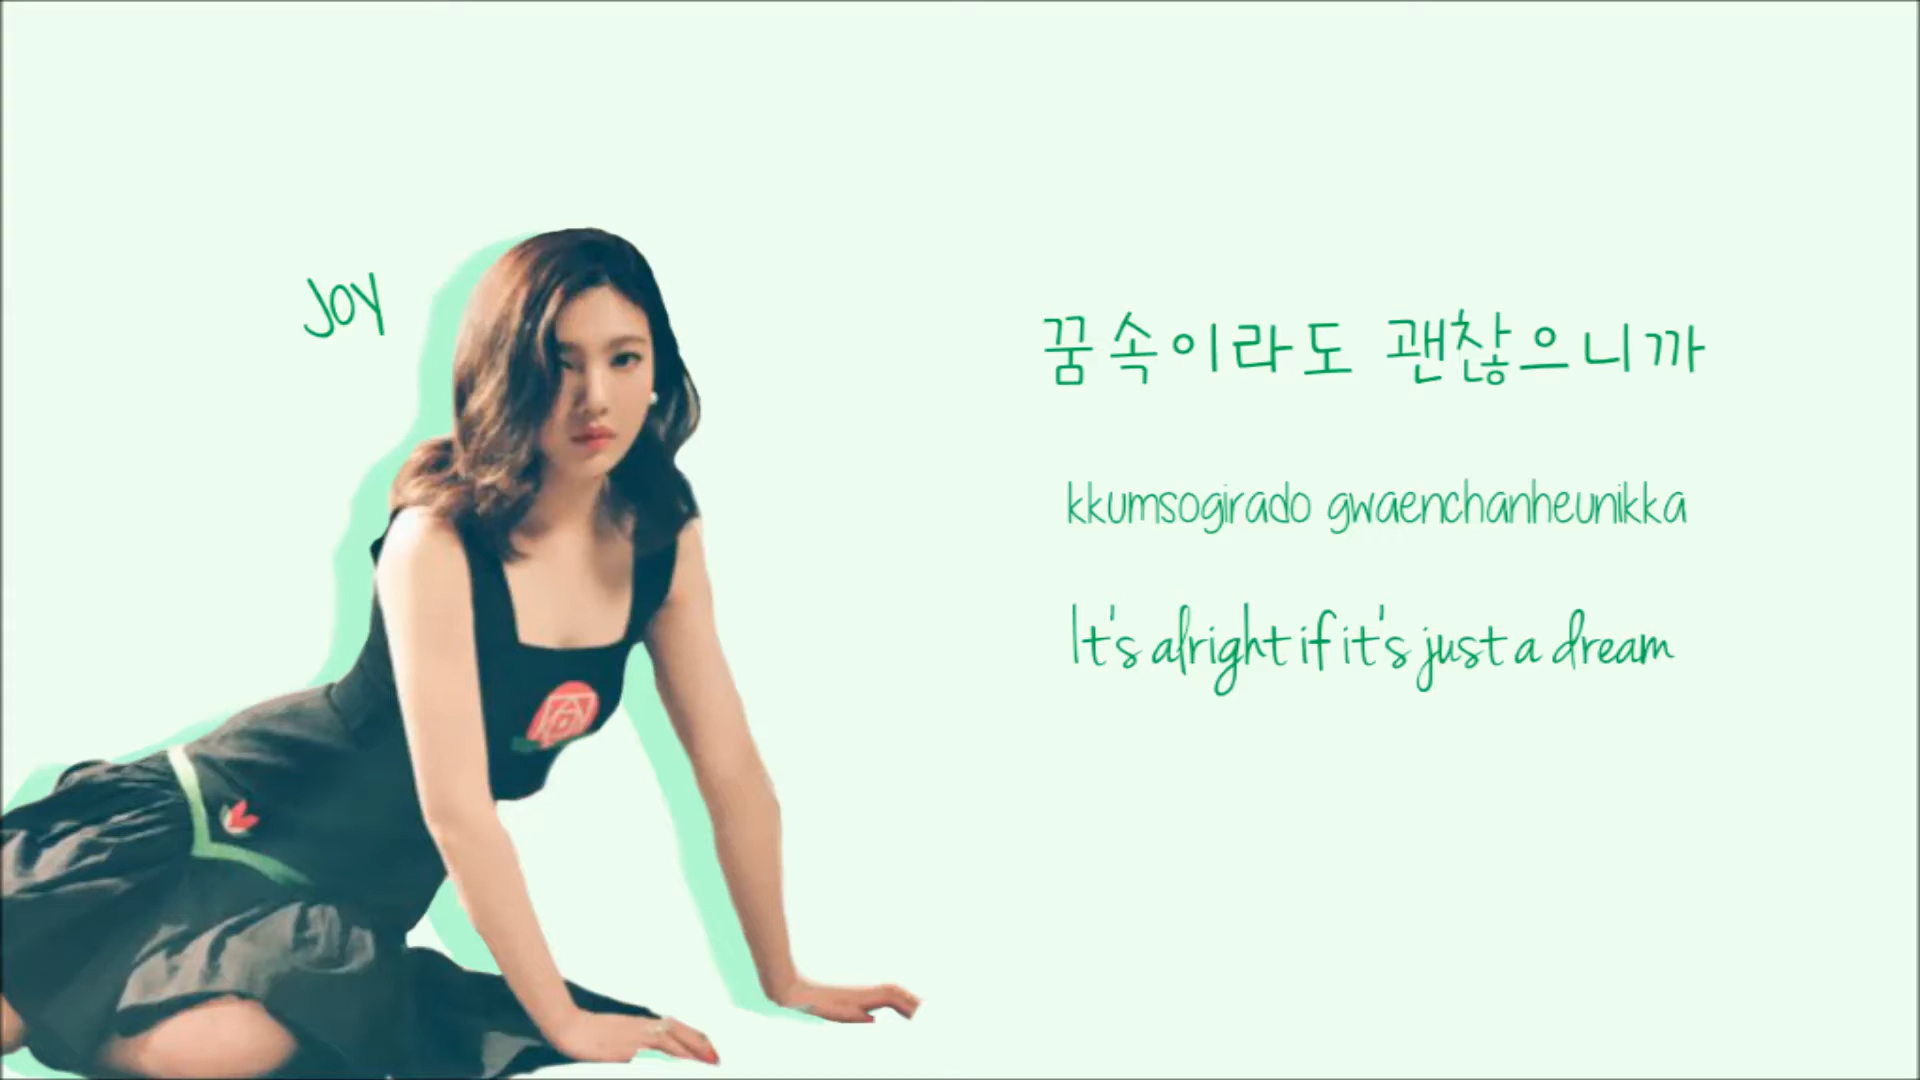 Joy
꿈속이라도 괜찮으니까
kkumsogirado gwaenchanheunikka
It's alright if it's just a dream